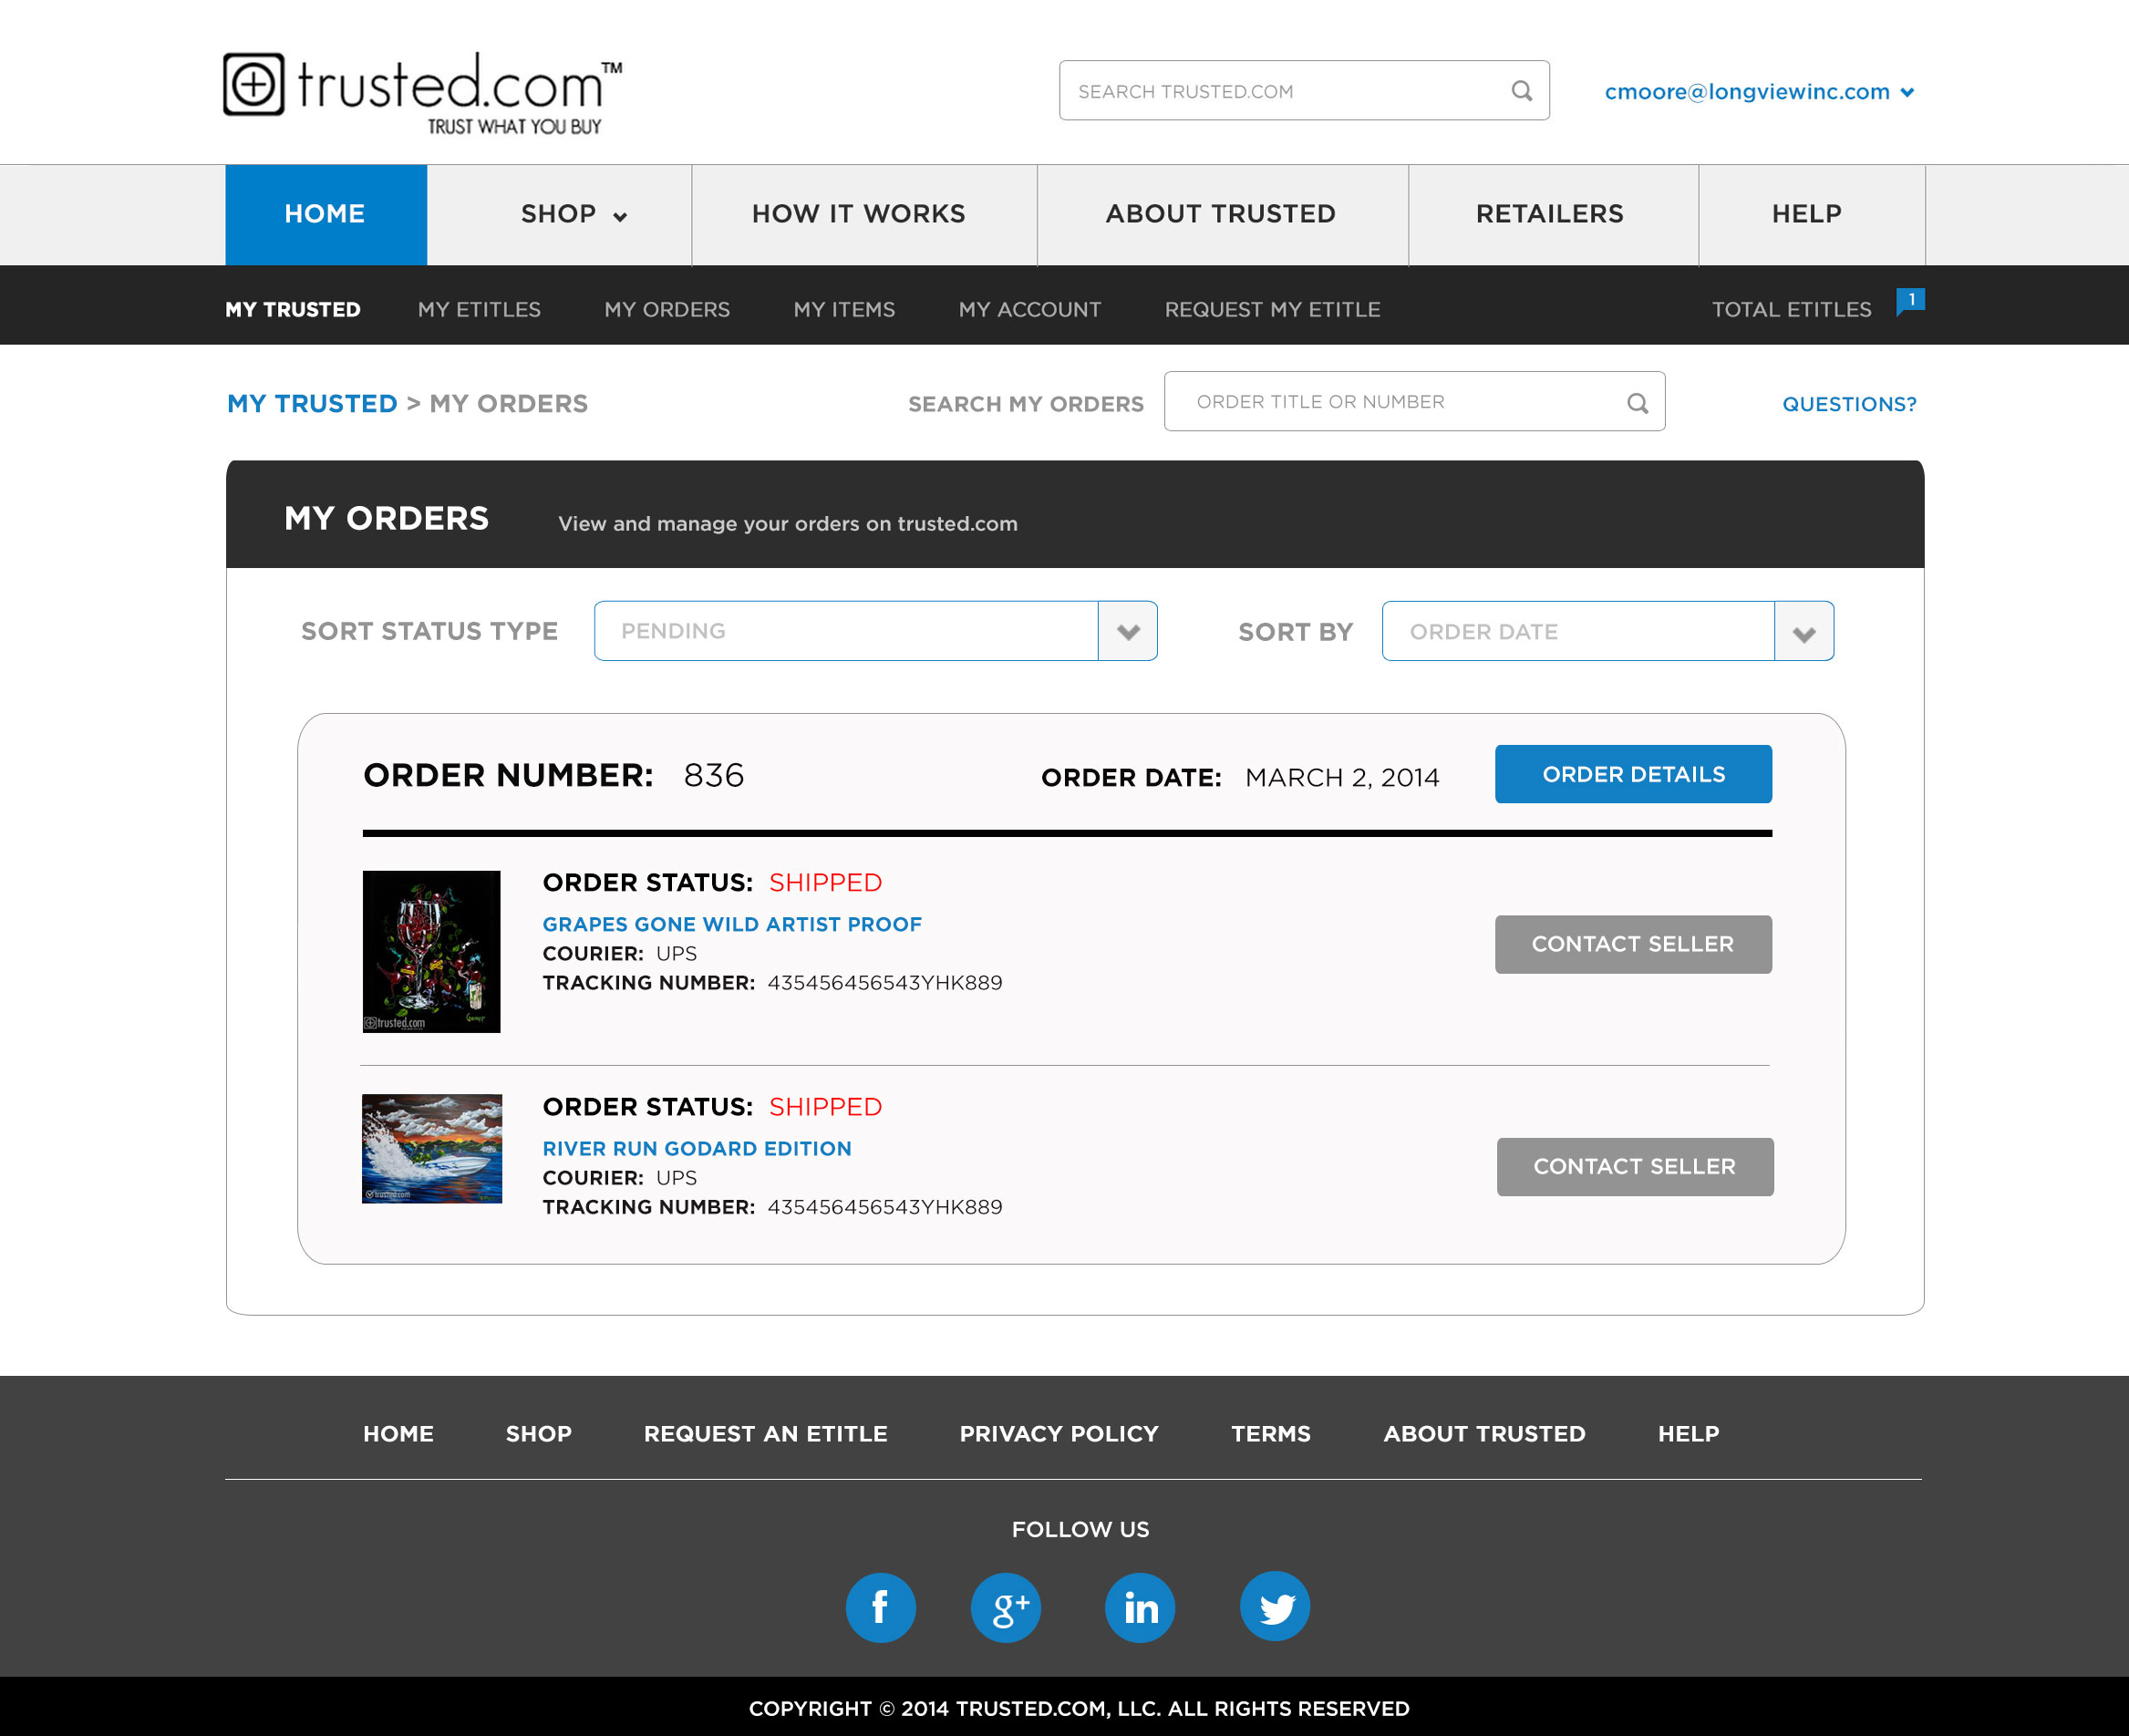 trusted.com™
TRUST WHAT YOU BUY
SEARCH TRUSTED.COM
cmoore@longviewinc.com
HOME SHOP HOW IT WORKS ABOUT TRUSTED RETAILERS HELP
MY TRUSTED MY ETITLES MY ORDERS MY ITEMS MY ACCOUNT REQUEST MY ETITLE TOTAL ETITLES 1
MY TRUSTED > MY ORDERS SEARCH MY ORDERS ORDER TITLE OR NUMBER QUESTIONS?
MY ORDERS View and manage your orders on trusted.com
SORT STATUS TYPE PENDING SORT BY ORDER DATE
ORDER NUMBER: 836 ORDER DATE: MARCH 2, 2014 ORDER DETAILS
ORDER STATUS: SHIPPED
GRAPES GONE WILD ARTIST PROOF
CONTACT SELLER
COURIER: UPS
TRACKING NUMBER: 435456456543YHK889
trusted.com
ORDER STATUS: SHIPPED
RIVER RUN GODARD EDITION
CONTACT SELLER
COURIER: UPS
TRACKING NUMBER: 435456456543YHK889
trusted.com
HOME SHOP REQUEST AN ETITLE PRIVACY POLICY TERMS ABOUT TRUSTED HELP
FOLLOW US
f g+ in
COPYRIGHT © 2014 TRUSTED.COM, LLC. ALL RIGHTS RESERVED